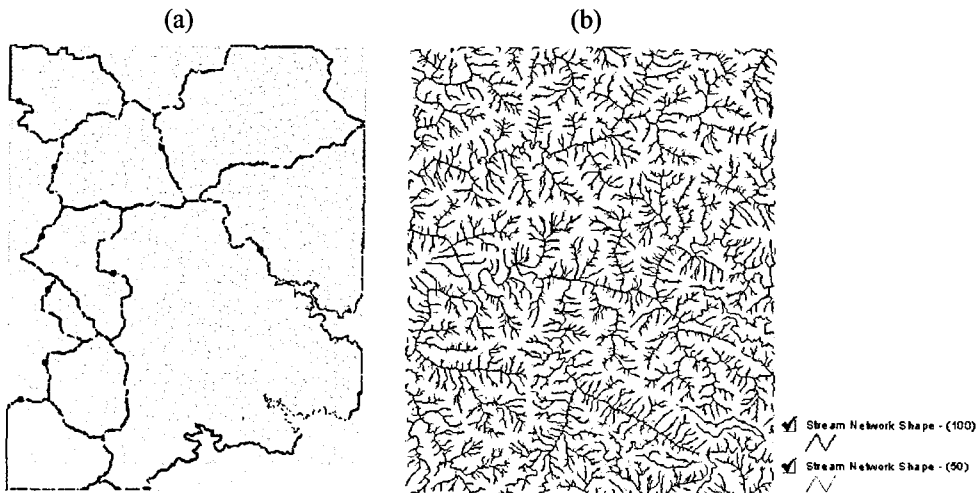 (a)
(b)
Stream Network Shape - (100)
Stream Network Shape - (50)